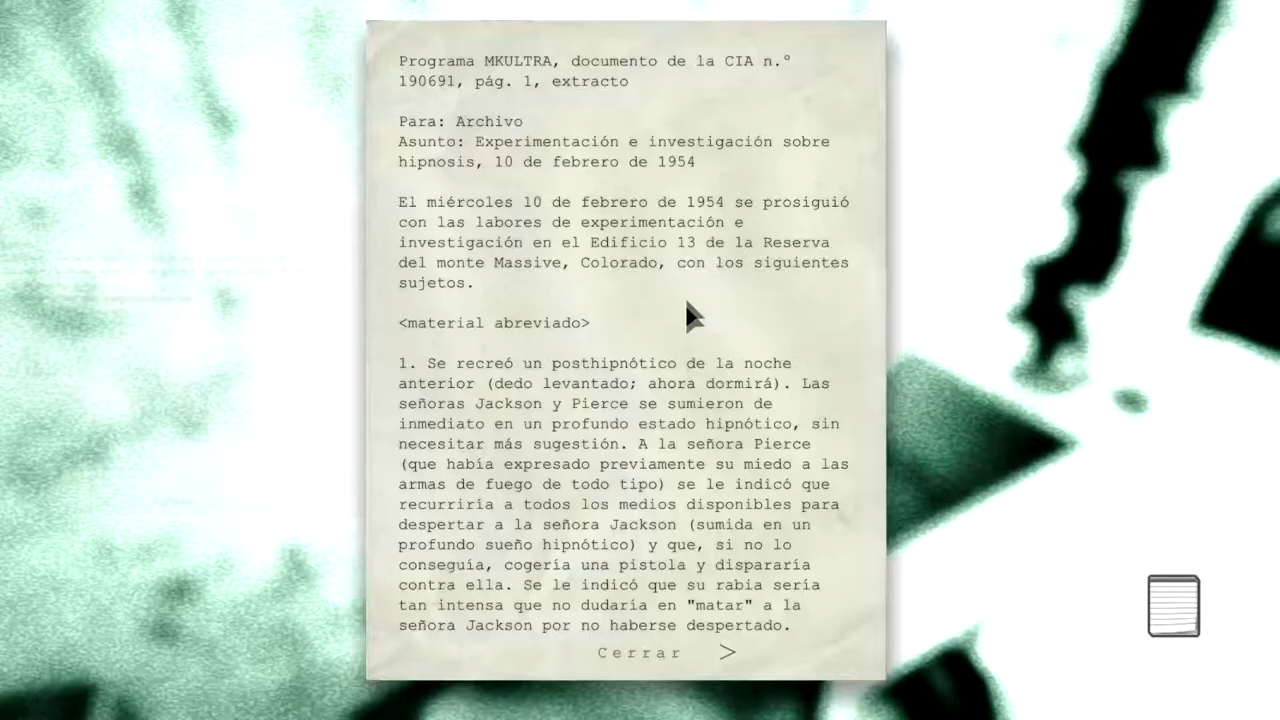 Programa MKULTRA, documento de la CIA n.º
190691, pág. 1, extracto
Para: Archivo
Asunto: Experimentación e investigación sobre
hipnosis, 10 de febrero de 1954
El miércoles 10 de febrero de 1954 se prosiguió
con las labores de experimentación e
investigación en el Edificio 13 de la Reserva
del monte Massive, Colorado, con los siguientes
sujetos.
<material abreviado>
1. Se recreó un posthipnótico de la noche
anterior (dedo levantado; ahora dormirá). Las
señoras Jackson y Pierce se sumieron de
inmediato en un profundo estado hipnótico, sin
necesitar más sugestión. A la señora Pierce
(que había expresado previamente su miedo a las
armas de fuego de todo tipo) se le indicó que
recurriría a todos los medios disponibles para
despertar a la señora Jackson (sumida en un
profundo sueño hipnótico) y que, si no lo
conseguía, cogería una pistola y dispararía
contra ella. Se le indicó que su rabia sería
tan intensa que no dudaría en "matar" a la
señora Jackson por no haberse despertado.
Cerrar >